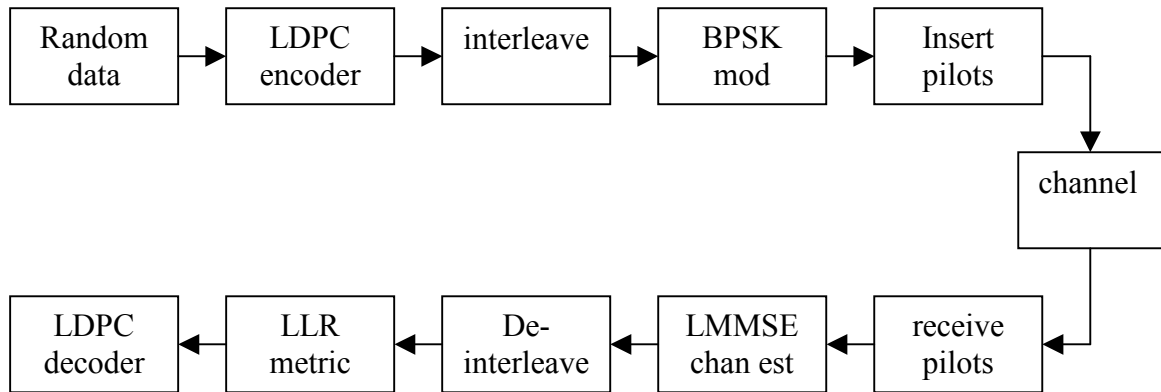 Random
data
LDPC
encoder
interleave
BPSK
mod
Insert
pilots
channel
LDPC
decoder
LLR
metric
De-
interleave
LMMSE
chan est
receive
pilots